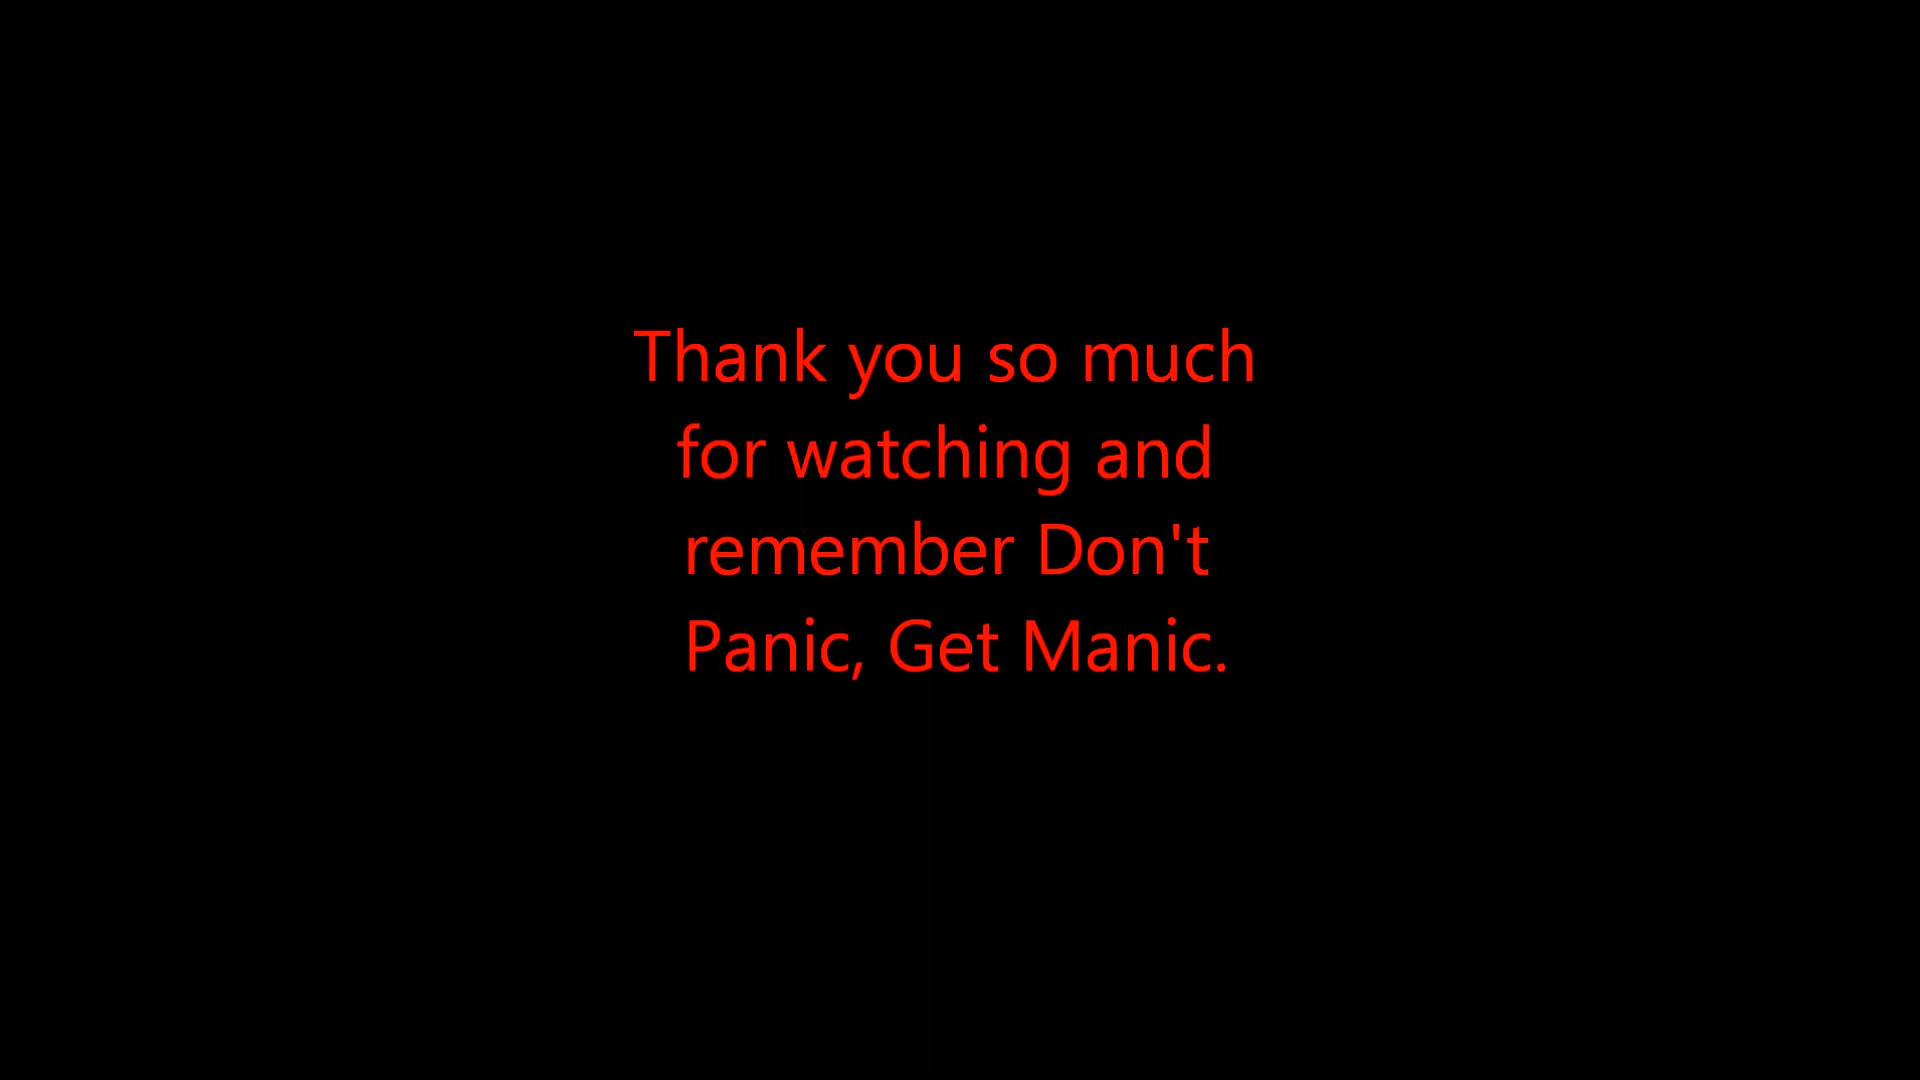 Thank you so much
for watching and
remember Don't
Panic, Get Manic.